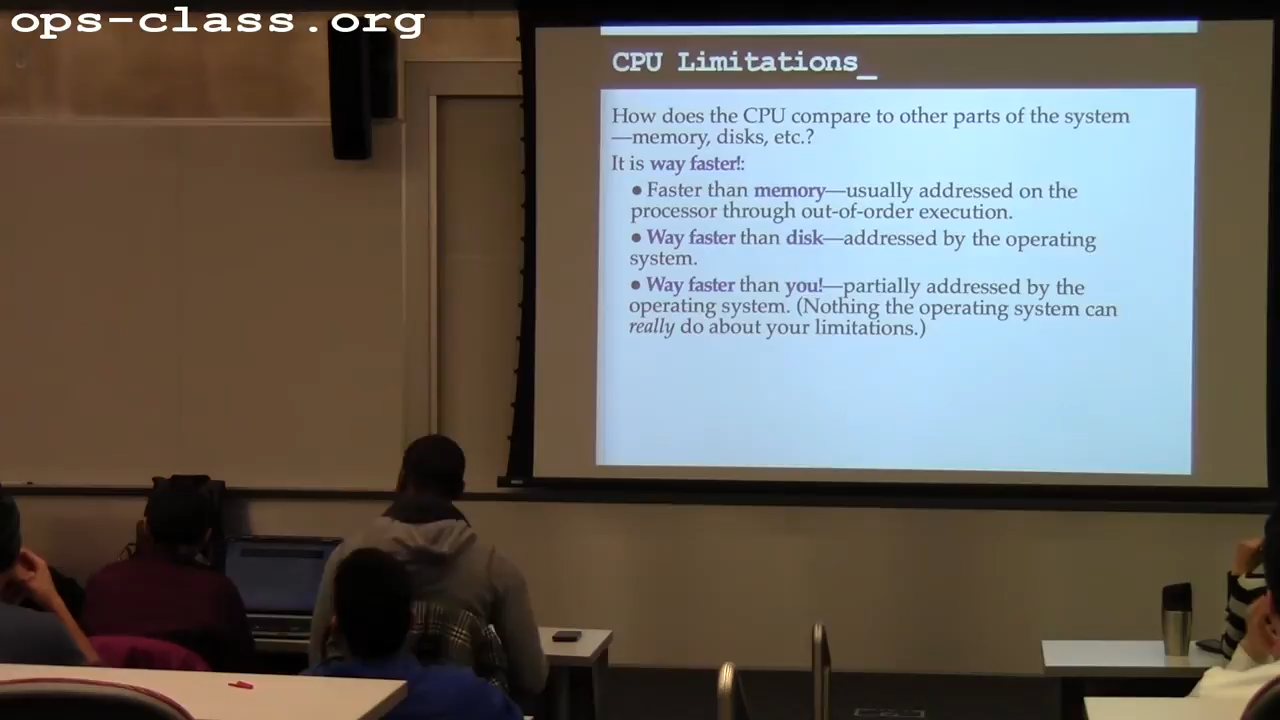 ops-class.org
CPU Limitations_
How does the CPU compare to other parts of the system
—memory, disks, etc.?
It is way faster!:
● Faster than memory—usually addressed on the
processor through out-of-order execution.
● Way faster than disk—addressed by the operating
system.
● Way faster than you!—partially addressed by the
operating system. (Nothing the operating system can
really do about your limitations.)